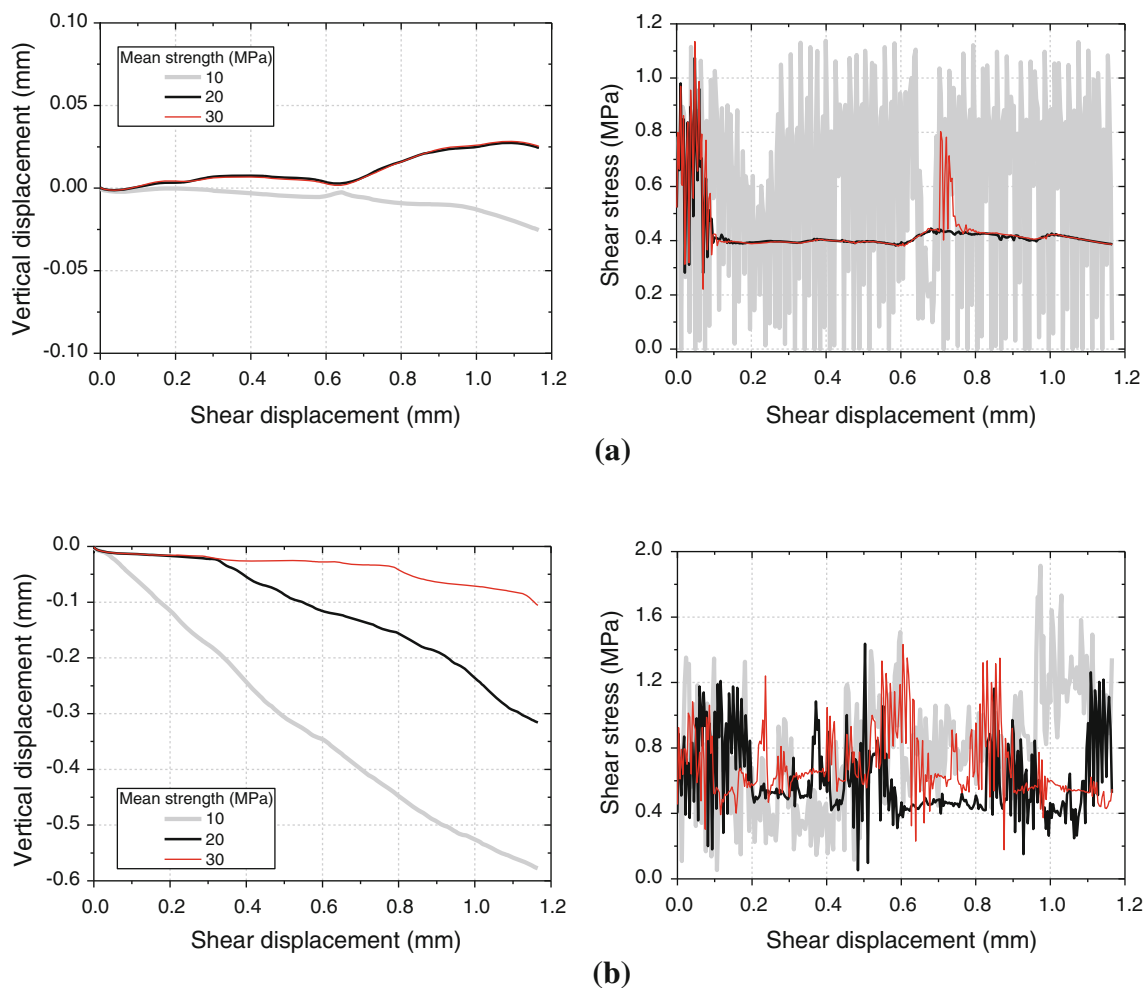 0.10
0.05
0.00
-0.05
-0.10
Vertical displacement (mm)
Mean strength (MPa)
10
20
30
0.0 0.2 0.4 0.6 0.8 1.0 1.2
Shear displacement (mm)
1.2
1.0
0.8
0.6
0.4
0.2
0.0
Shear stress (MPa)
0.0 0.2 0.4 0.6 0.8 1.0 1.2
Shear displacement (mm)
(a)
0.0
-0.1
-0.2
-0.3
-0.4
-0.5
-0.6
Vertical displacement (mm)
Mean strength (MPa)
10
20
30
0.0 0.2 0.4 0.6 0.8 1.0 1.2
Shear displacement (mm)
2.0
1.6
1.2
0.8
0.4
0.0
Shear stress (MPa)
0.0 0.2 0.4 0.6 0.8 1.0 1.2
Shear displacement (mm)
(b)